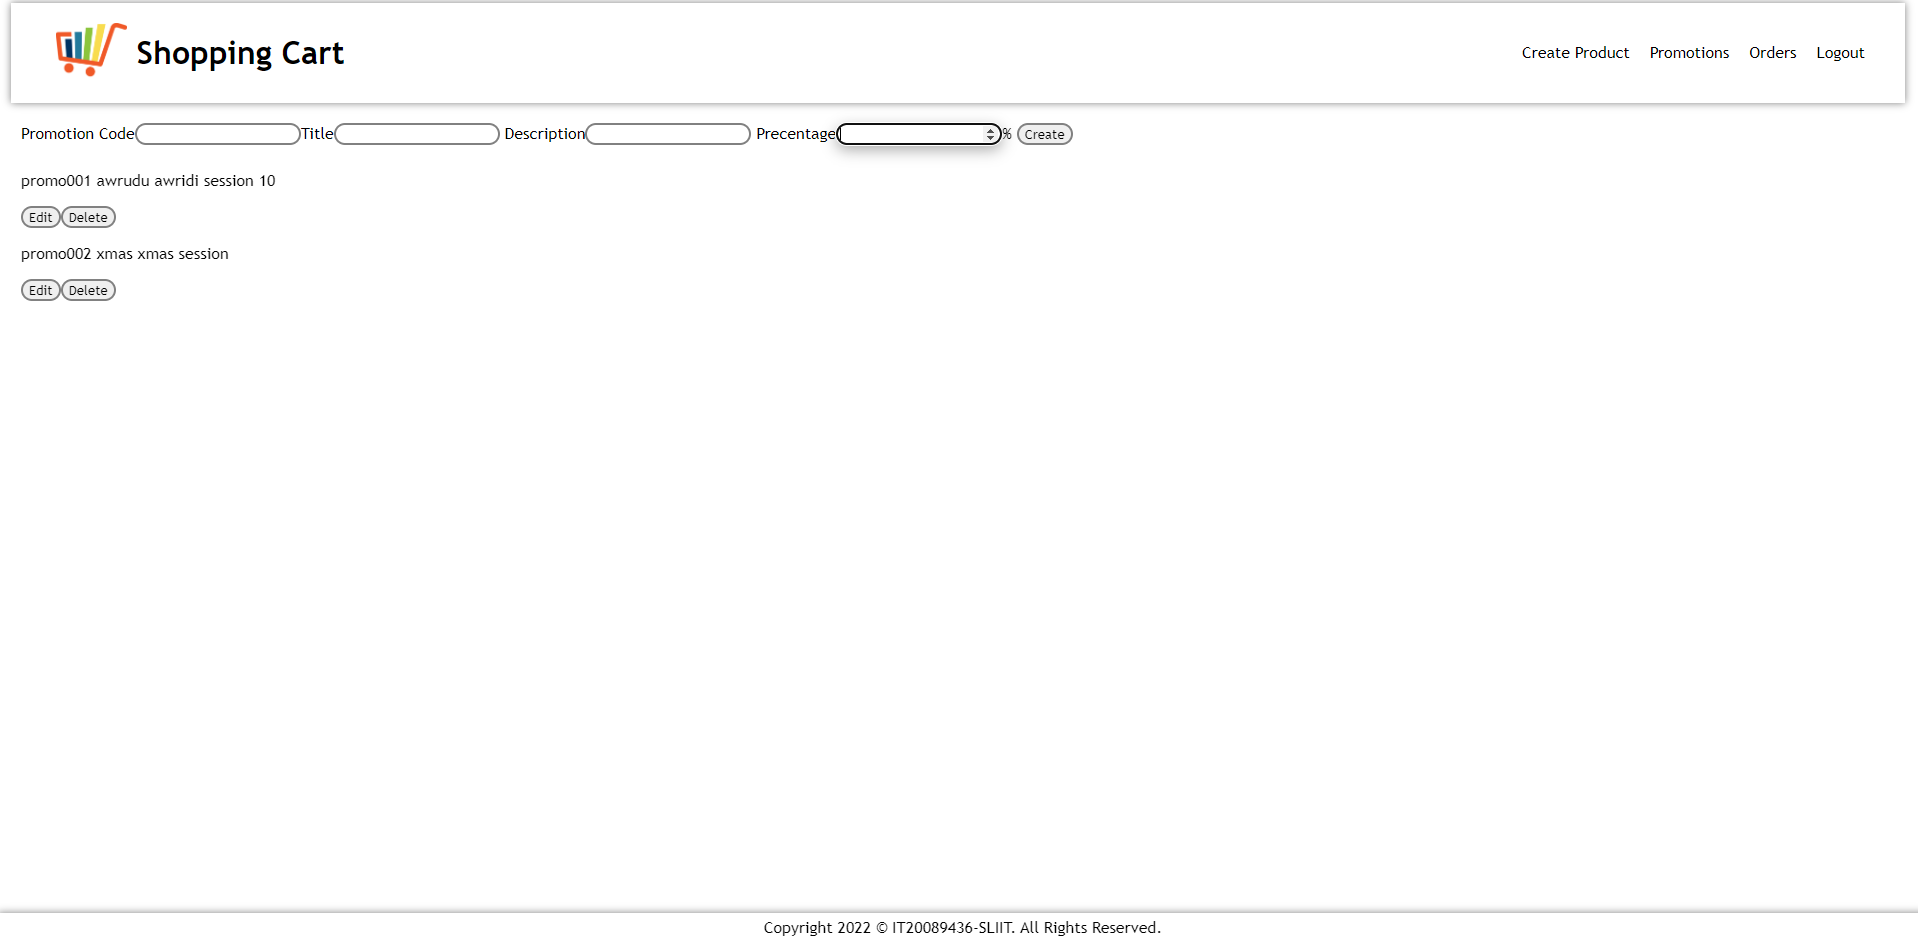 Shopping Cart
Create Product Promotions Orders Logout
Promotion Code Title Description Precentage % Create
promo001 awrudu awridi session 10
Edit Delete
promo002 xmas xmas session
Edit Delete
Copyright 2022 © IT20089436-SLIIT. All Rights Reserved.